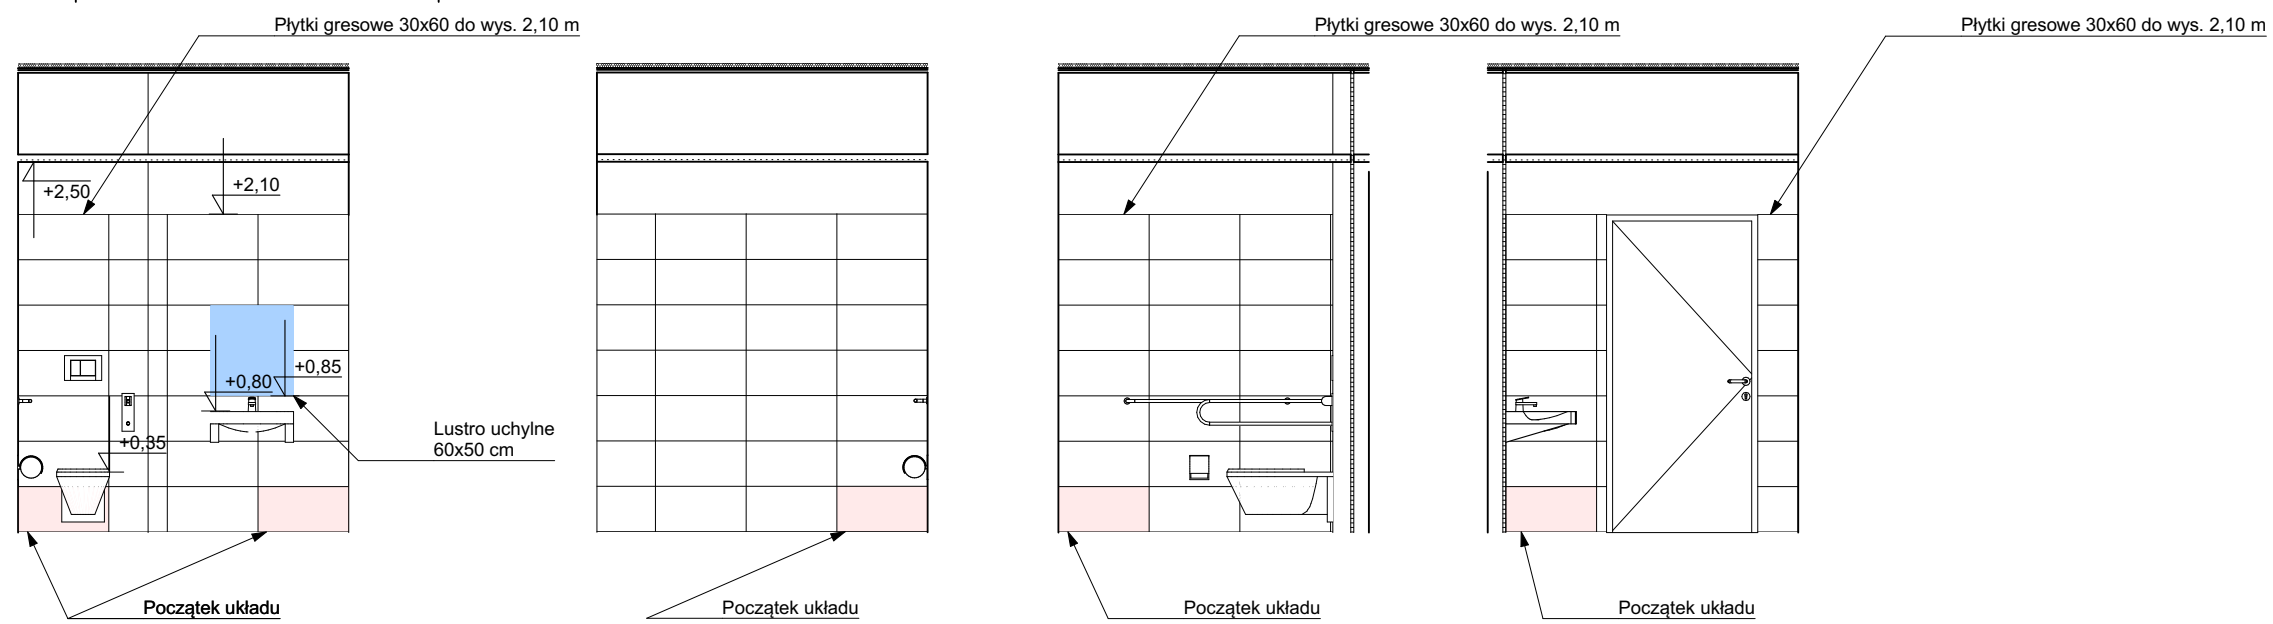 Płytki gresowe 30x60 do wys. 2,10 m
Płytki gresowe 30x60 do wys. 2,10 m
Płytki gresowe 30x60 do wys. 2,10 m
+2,50
+2,10
+0,85
+0,80
+0,35
Lustro uchylne
60x50 cm
Początek układu
Początek układu
Początek układu
Początek układu